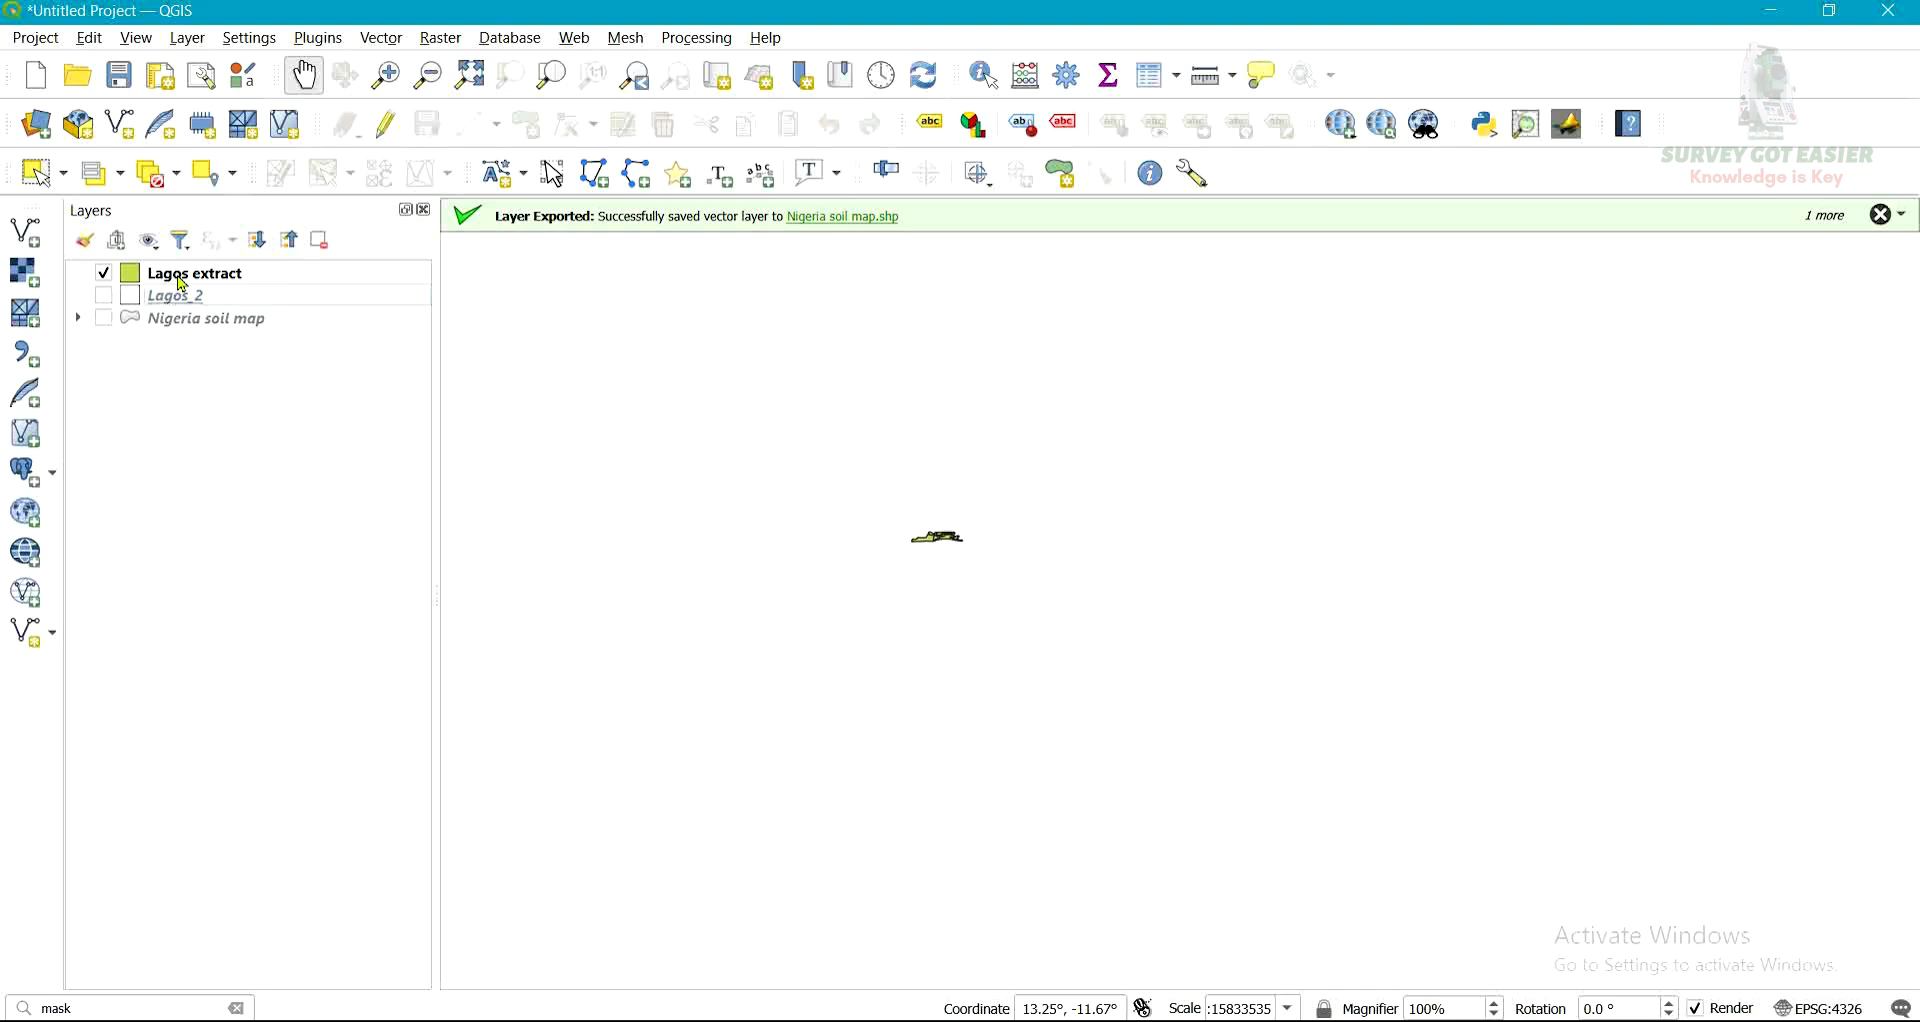 *Untitled Project — QGIS
Project Edit View Layer Settings Plugins Vector Raster Database Web Mesh Processing Help
SURVEY GOT EASIER
Knowledge is Key
Layers
Layer Exported: Successfully saved vector layer to Nigeria soil map.shp
1 more
Lagos extract
Lagos_2
Nigeria soil map
Activate Windows
Go to Settings to activate Windows.
mask
Coordinate 13.25°, -11.67° Scale :15833535 Magnifier 100% Rotation 0.0 ° Render EPSG:4326